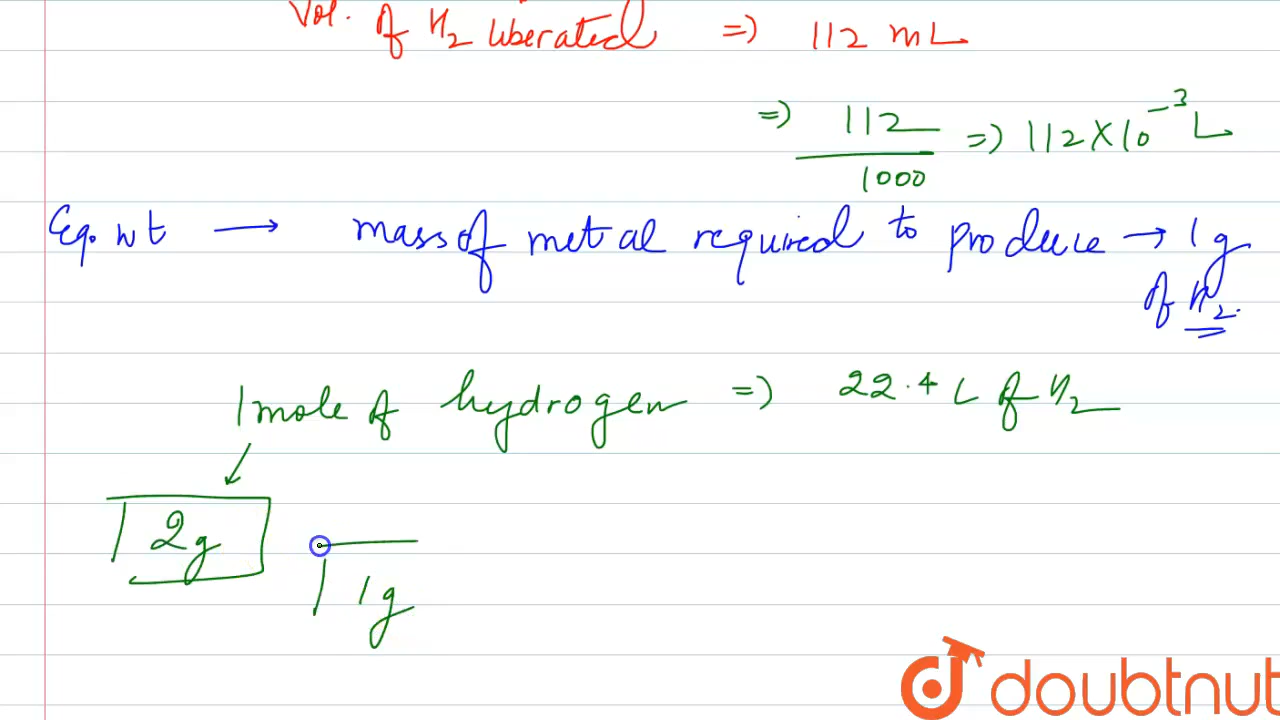 Vol. of H2 liberated => 112 mL
=> 112/1000 => 112 X 10^-3 L
Eq. wt → mass of metal required to produce → 1g
of H2.
1 mole of hydrogen => 22.4 L of H2
2g
1g
doubtnut